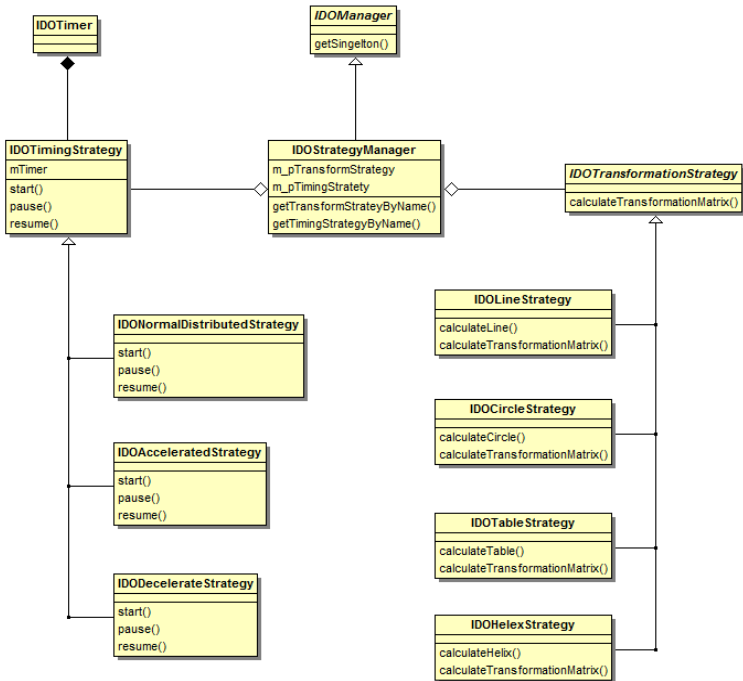 IDOTimer
IDOManager
getSingelton()
IDOTimingStrategy
mTimer
start()
pause()
resume()
IDOStrategyManager
m_pTransformStrategy
m_pTimingStratety
getTransformStrateyByName()
getTimingStrategyByName()
IDOTransformationStrategy
calculateTransformationMatrix()
IDONormalDistributedStrategy
start()
pause()
resume()
IDOAcceleratedStrategy
start()
pause()
resume()
IDODecelerateStrategy
start()
pause()
resume()
IDOLineStrategy
calculateLine()
calculateTransformationMatrix()
IDOCircleStrategy
calculateCircle()
calculateTransformationMatrix()
IDOTableStrategy
calculateTable()
calculateTransformationMatrix()
IDOHelexStrategy
calculateHelix()
calculateTransformationMatrix()